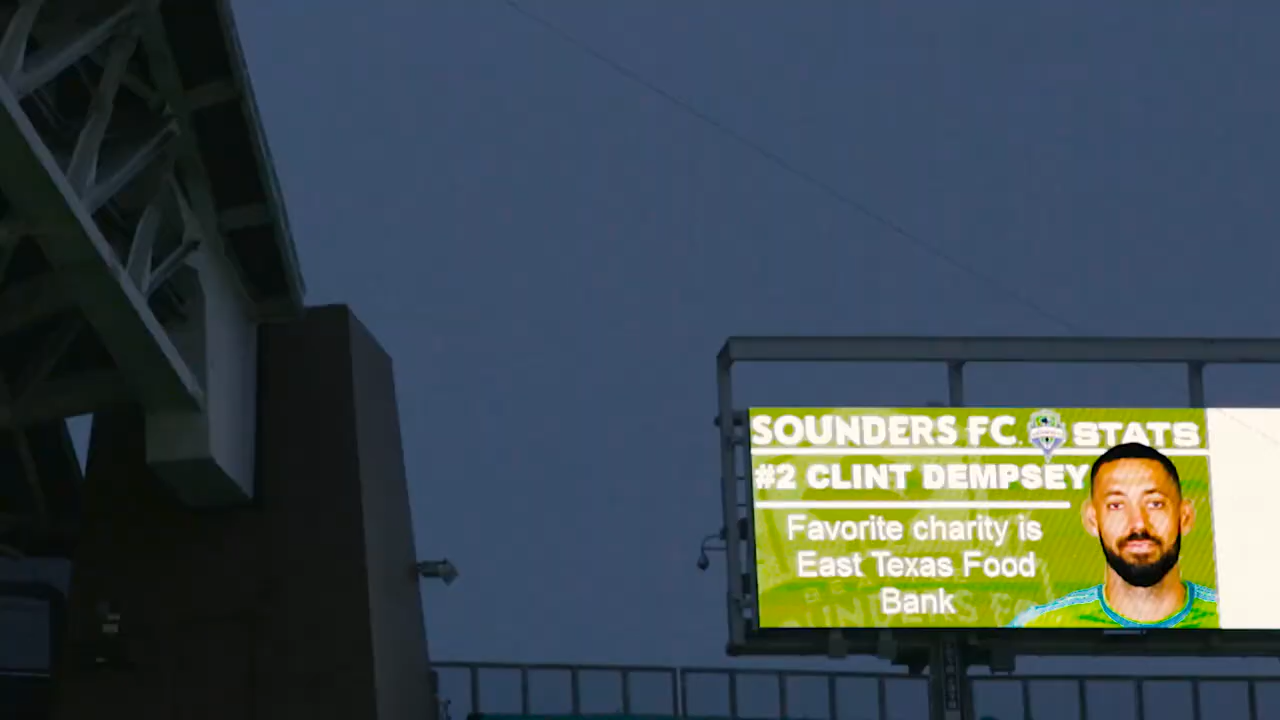 SOUNDERS FC. STATS
#2 CLINT DEMPSEY
Favorite charity is
East Texas Food
Bank